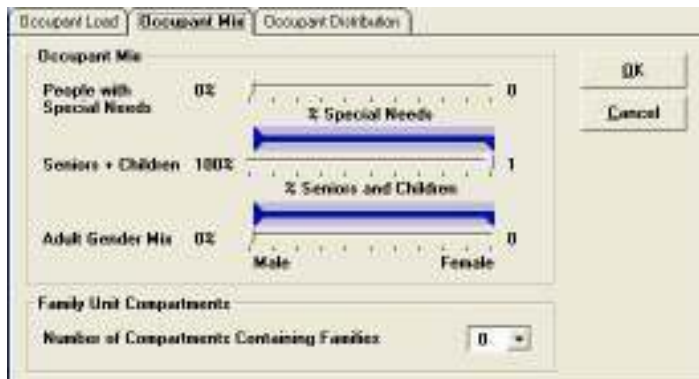 Occupant Load Occupant Mix Occupant Distribution
Occupant Mix
OK
People with
Special Needs 0% 0
Cancel
% Special Needs
Seniors + Children 100% 1
% Seniors and Children
Adult Gender Mix 0% 0
Male Female
Family Unit Compartments
Number of Compartments Containing Families 0